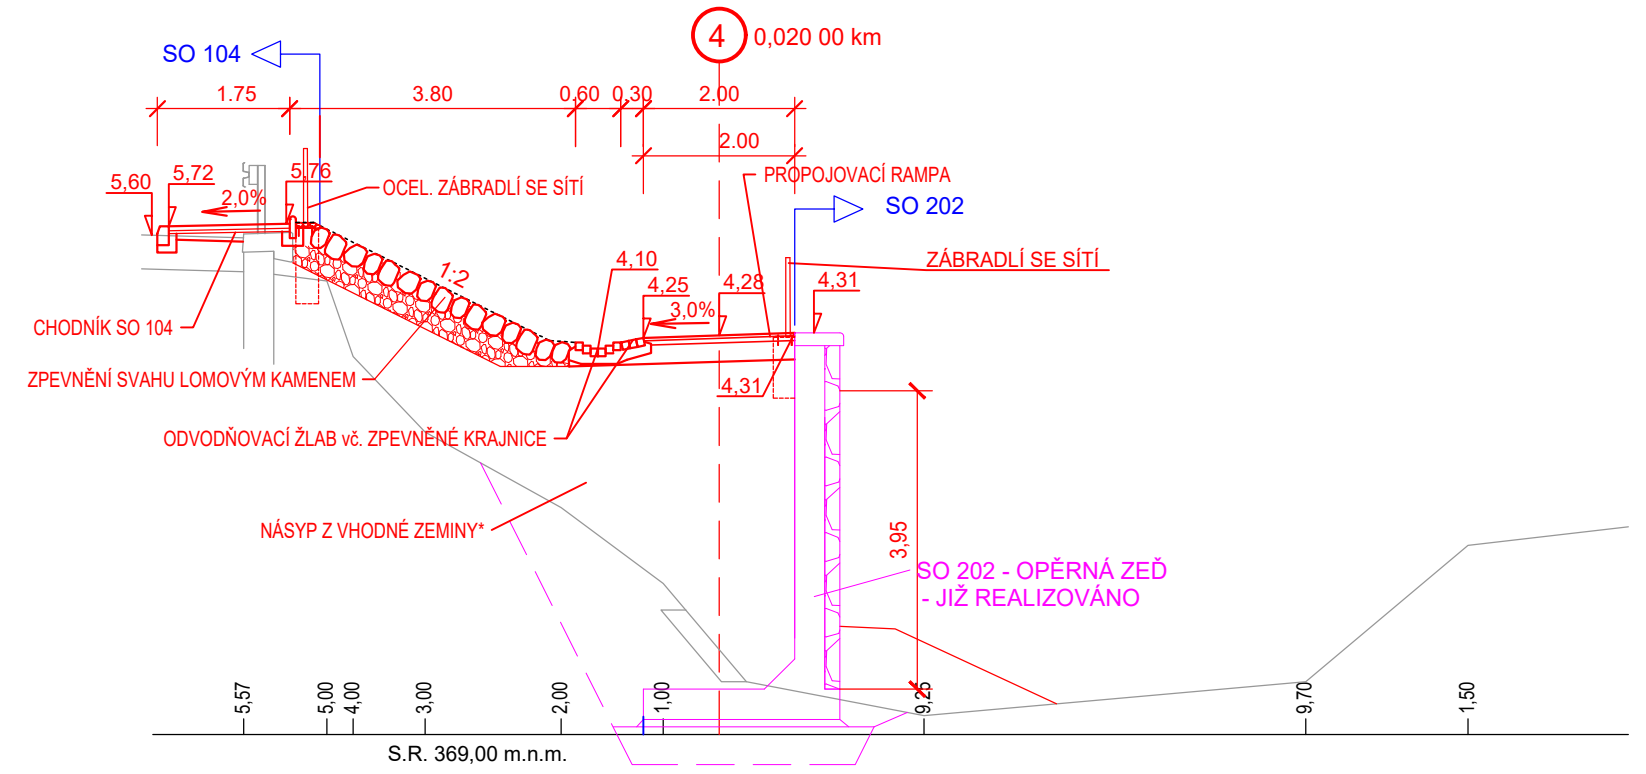 4
0,020 00 km
SO 104
1.75
3.80
0,60
0,30
2.00
2.00
5,60
5,72
5,76
2,0%
OCEL. ZÁBRADLÍ SE SÍTÍ
PROPOJOVACÍ RAMPA
SO 202
ZÁBRADLÍ SE SÍTÍ
1:2
4,10
4,25
4,28
4,31
3,0%
CHODNÍK SO 104
ZPEVNĚNÍ SVAHU LOMOVÝM KAMENEM
4,31
ODVODŇOVACÍ ŽLAB vč. ZPEVNĚNÉ KRAJNICE
NÁSYP Z VHODNÉ ZEMINY*
3,95
SO 202 - OPĚRNÁ ZEĎ
- JIŽ REALIZOVÁNO
5,57
5,00
4,00
3,00
2,00
1,00
9,25
9,70
1,50
S.R. 369,00 m.n.m.